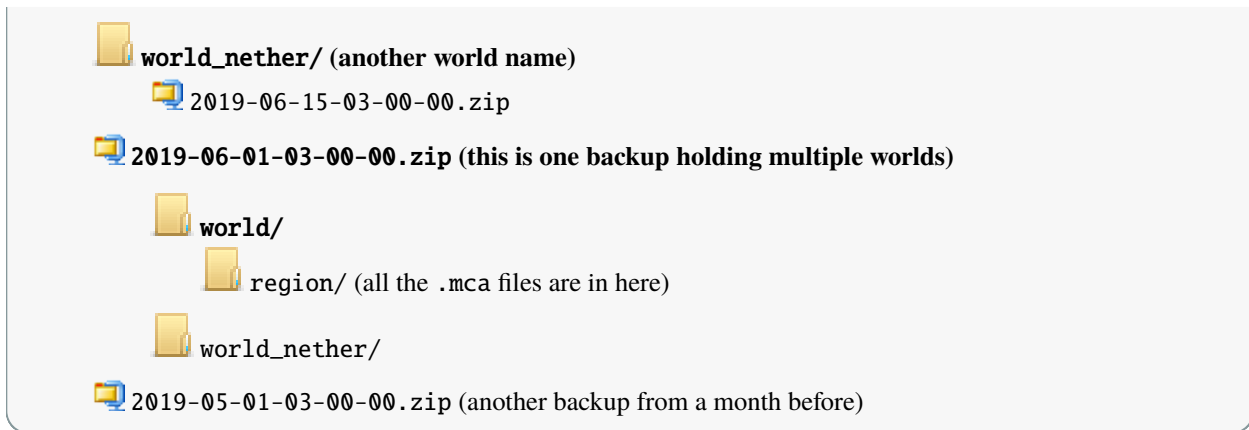 world_nether/ (another world name)
2019-06-15-03-00-00.zip
2019-06-01-03-00-00.zip (this is one backup holding multiple worlds)
world/
region/ (all the .mca files are in here)
world_nether/
2019-05-01-03-00-00.zip (another backup from a month before)